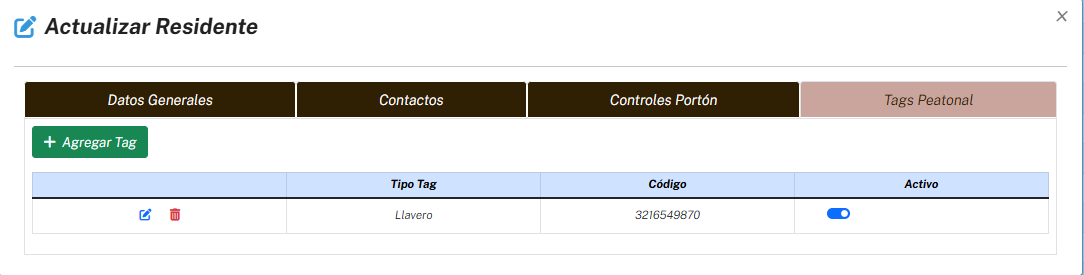 Actualizar Residente
Datos Generales Contactos Controles Portón Tags Peatonal
Agregar Tag
Tipo Tag Código Activo
Llavero 3216549870